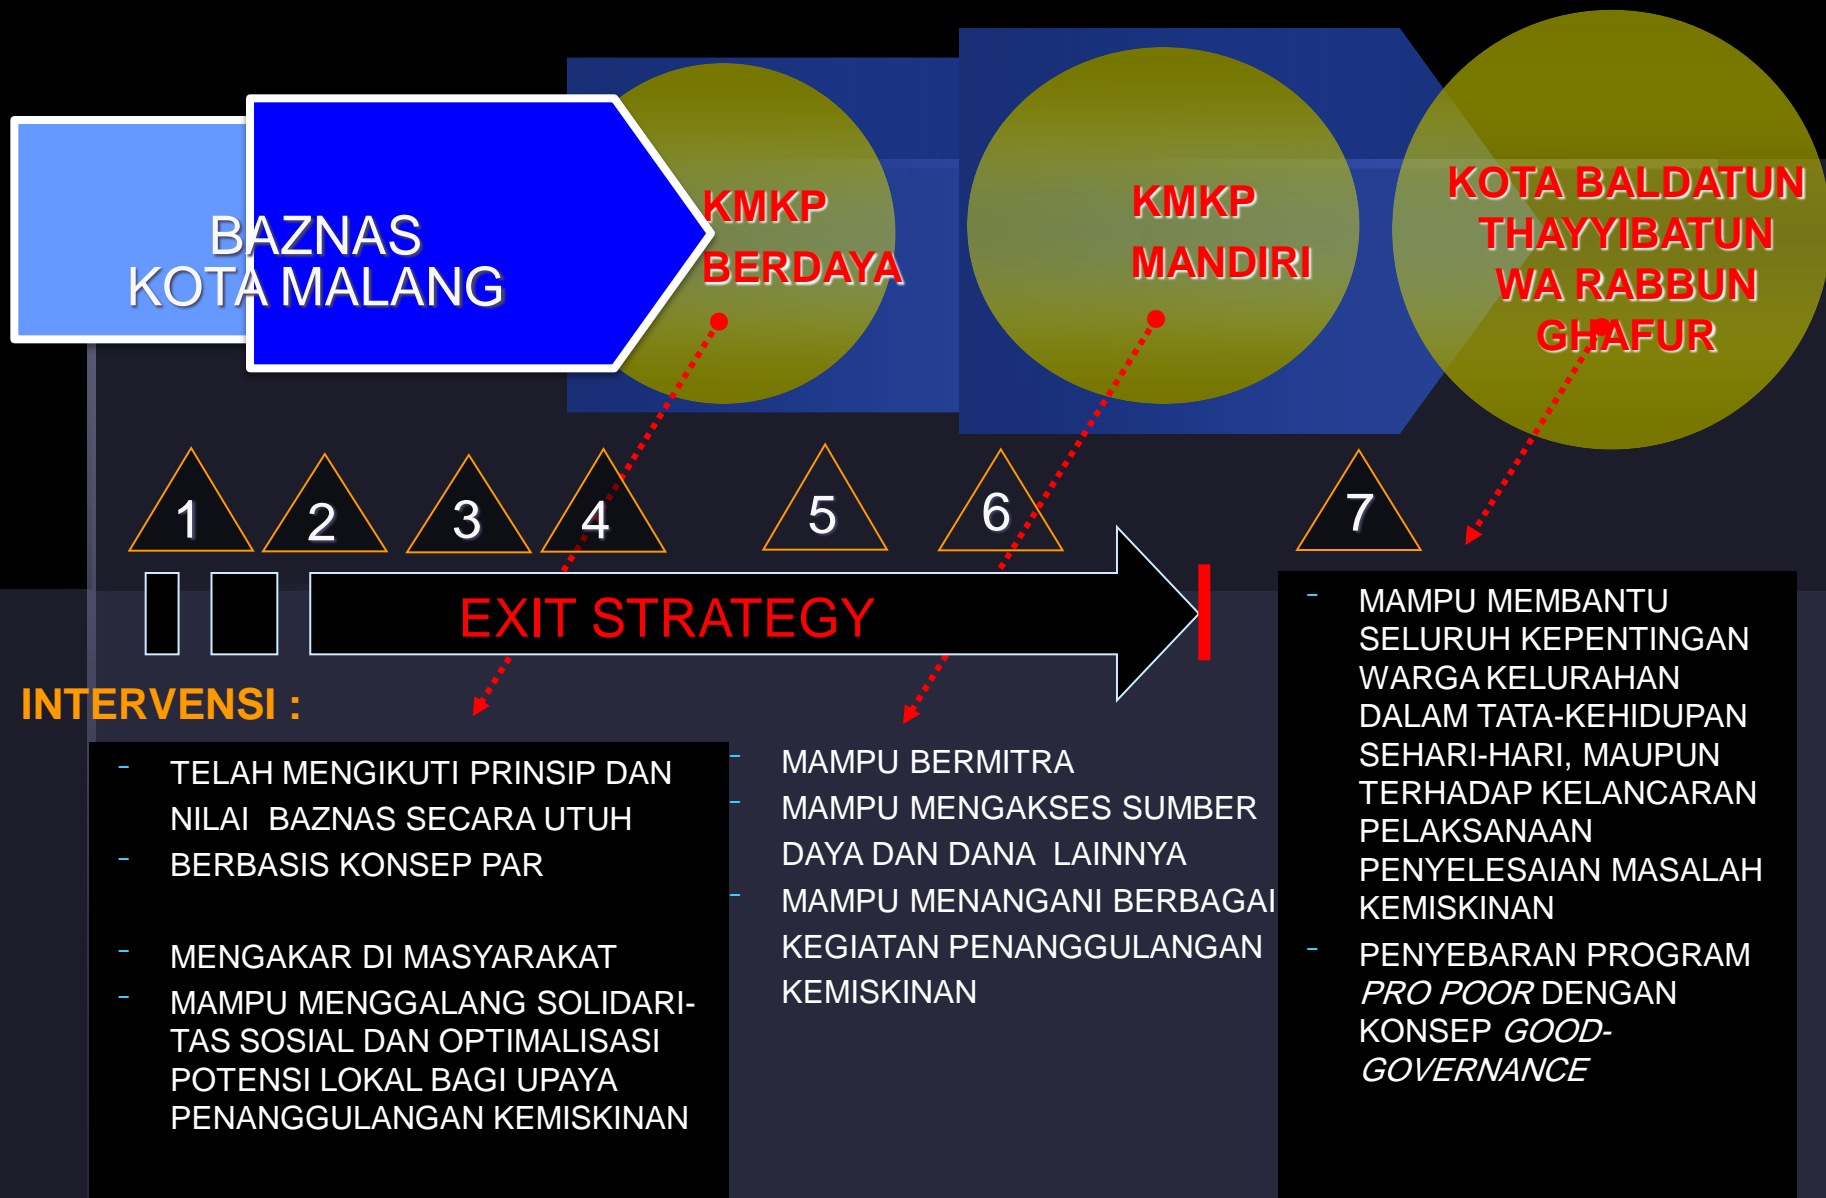 BAZNAS
KOTA MALANG
KMKP
BERDAYA
KMKP
MANDIRI
KOTA BALDATUN
THAYYIBATUN
WA RABBUN
GHAFUR
1
2
3
4
5
6
7
EXIT STRATEGY
INTERVENSI :
- TELAH MENGIKUTI PRINSIP DAN
NILAI BAZNAS SECARA UTUH
- BERBASIS KONSEP PAR
- MENGAKAR DI MASYARAKAT
- MAMPU MENGGALANG SOLIDARI-
TAS SOSIAL DAN OPTIMALISASI
POTENSI LOKAL BAGI UPAYA
PENANGGULANGAN KEMISKINAN
- MAMPU BERMITRA
- MAMPU MENGAKSES SUMBER
DAYA DAN DANA LAINNYA
- MAMPU MENANGANI BERBAGAI
KEGIATAN PENANGGULANGAN
KEMISKINAN
- MAMPU MEMBANTU
SELURUH KEPENTINGAN
WARGA KELURAHAN
DALAM TATA-KEHIDUPAN
SEHARI-HARI, MAUPUN
TERHADAP KELANCARAN
PELAKSANAAN
PENYELESAIAN MASALAH
KEMISKINAN
- PENYEBARAN PROGRAM
PRO POOR DENGAN
KONSEP GOOD-
GOVERNANCE